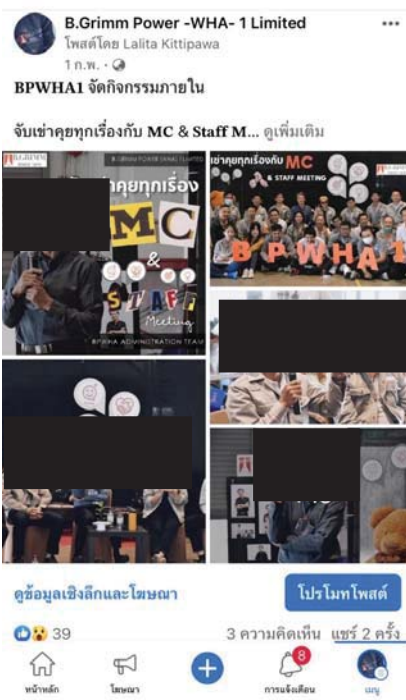 B.Grimm Power -WHA- 1 Limited
โพสต์โดย Lalita Kittipawa
1 ก.พ.
BPWHA1 จัดกิจกรรมภายใน
จับเข่าคุยทุกเรื่องกับ MC & Staff M... ดูเพิ่มเติม
B.GRIMM
B.GRIMM POWER (WHA) 1 LIMITED
าคุยทุกเรื่อง
MC
&
STAFF
Meeting
BPWHA ADMINISTRATION TEAM
เข่าคุยทุกเรื่องกับ MC
& STAFF MEETING
BPWHA1
ดูข้อมูลเชิงลึกและโฆษณา
โปรโมทโพสต์
39
3 ความคิดเห็น แชร์ 2 ครั้ง
8
หน้าหลัก
โฆษณา
การแจ้งเตือน
เมนู